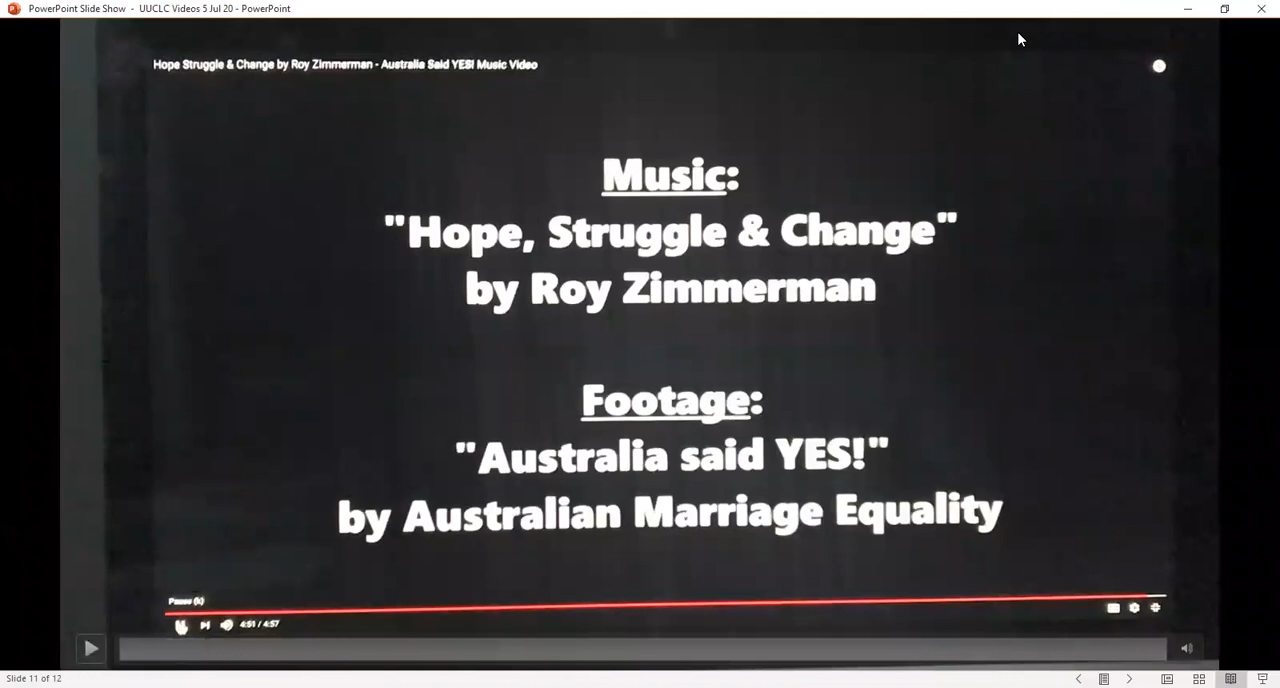 PowerPoint Slide Show - UUCLC Videos 5 Jul 20 - PowerPoint
Hope Struggle & Change by Roy Zimmerman - Australia Said YES! Music Video
Music:
"Hope, Struggle & Change"
by Roy Zimmerman
Footage:
"Australia said YES!"
by Australian Marriage Equality
Pause (k)
4:51 / 4:57
Slide 11 of 12